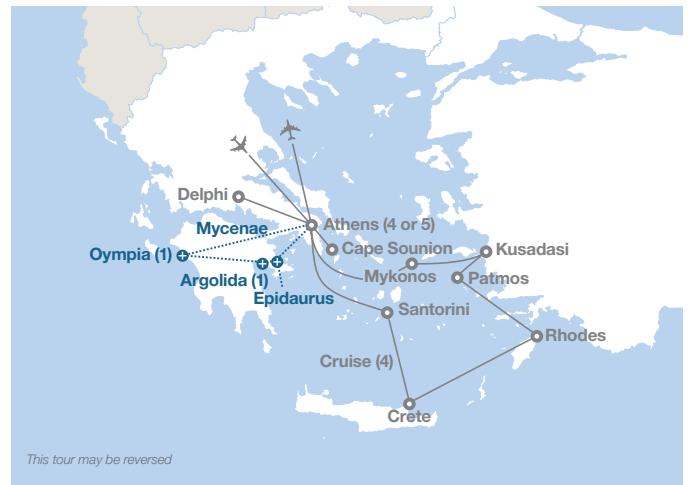 Delphi
Athens (4 or 5)
Mycenae
Cape Sounion
Kusadasi
Oympia (1)
Argolida (1)
Mykonos
Patmos
Epidaurus
Santorini
Rhodes
Cruise (4)
Crete
This tour may be reversed